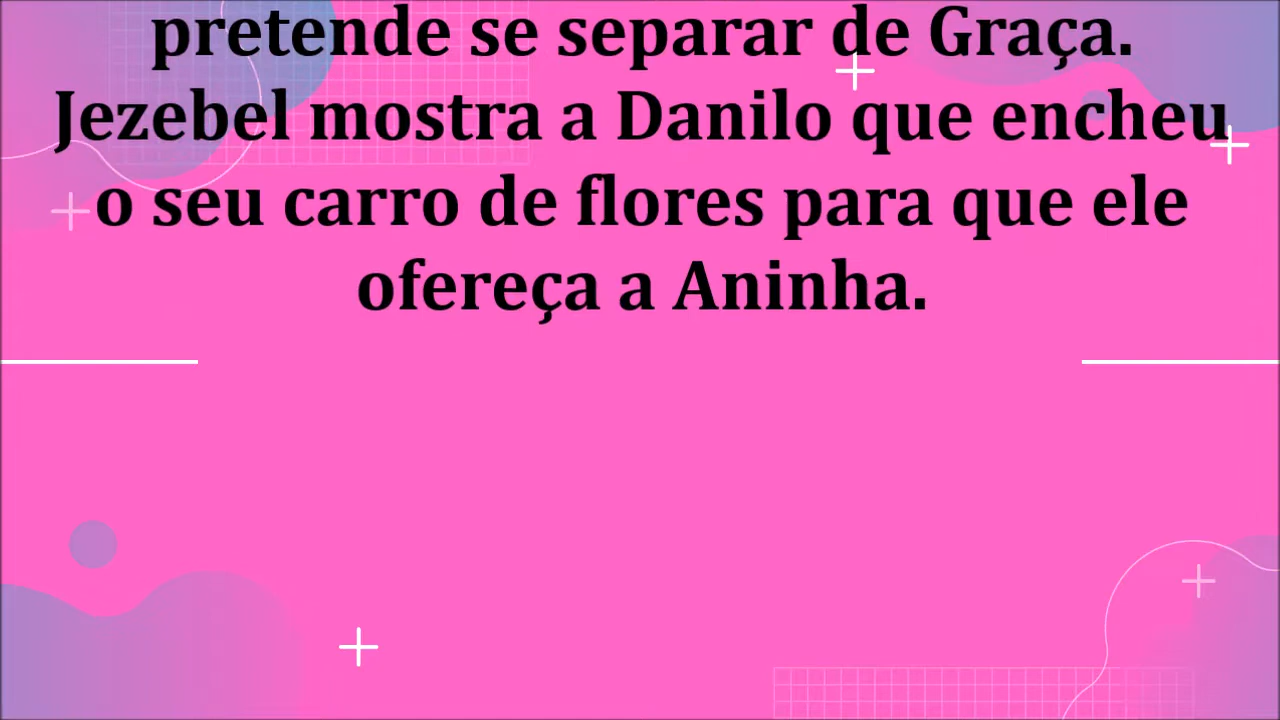 pretende se separar de Graça.
Jezebel mostra a Danilo que encheu
o seu carro de flores para que ele
ofereça a Aninha.